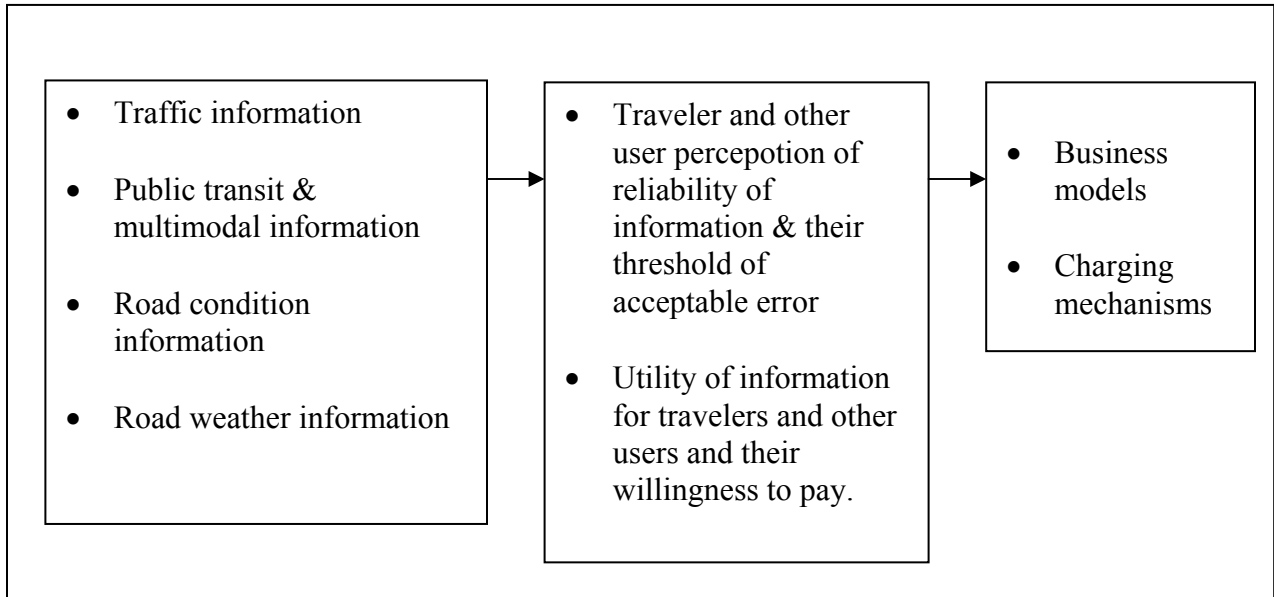 • Traffic information
• Public transit &
multimodal information
• Road condition
information
• Road weather information
• Traveler and other
user percepotion of
reliability of
information & their
threshold of
acceptable error
• Utility of information
for travelers and other
users and their
willingness to pay.
• Business
models
• Charging
mechanisms